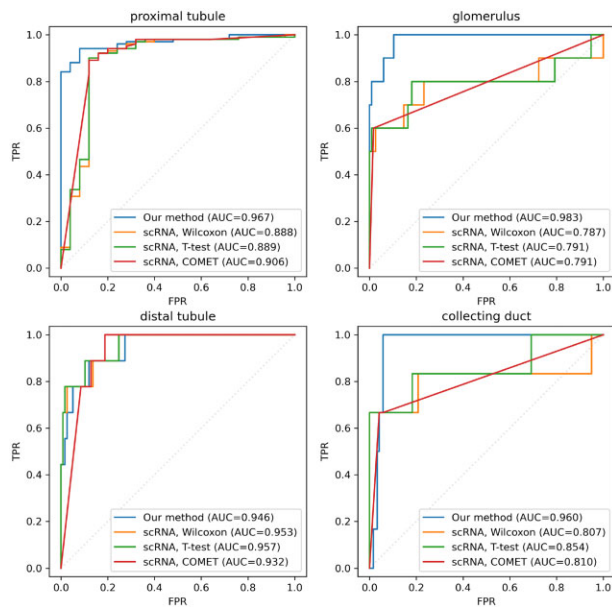 proximal tubule
1.0
0.8
0.6
0.4
0.2
0.0
TPR
Our method (AUC=0.967)
scRNA, Wilcoxon (AUC=0.888)
scRNA, T-test (AUC=0.889)
scRNA, COMET (AUC=0.906)
0.0 0.2 0.4 0.6 0.8 1.0
FPR
glomerulus
1.0
0.8
0.6
0.4
0.2
0.0
TPR
Our method (AUC=0.983)
scRNA, Wilcoxon (AUC=0.787)
scRNA, T-test (AUC=0.791)
scRNA, COMET (AUC=0.791)
0.0 0.2 0.4 0.6 0.8 1.0
FPR
distal tubule
1.0
0.8
0.6
0.4
0.2
0.0
TPR
Our method (AUC=0.946)
scRNA, Wilcoxon (AUC=0.953)
scRNA, T-test (AUC=0.957)
scRNA, COMET (AUC=0.932)
0.0 0.2 0.4 0.6 0.8 1.0
FPR
collecting duct
1.0
0.8
0.6
0.4
0.2
0.0
TPR
Our method (AUC=0.960)
scRNA, Wilcoxon (AUC=0.807)
scRNA, T-test (AUC=0.854)
scRNA, COMET (AUC=0.810)
0.0 0.2 0.4 0.6 0.8 1.0
FPR